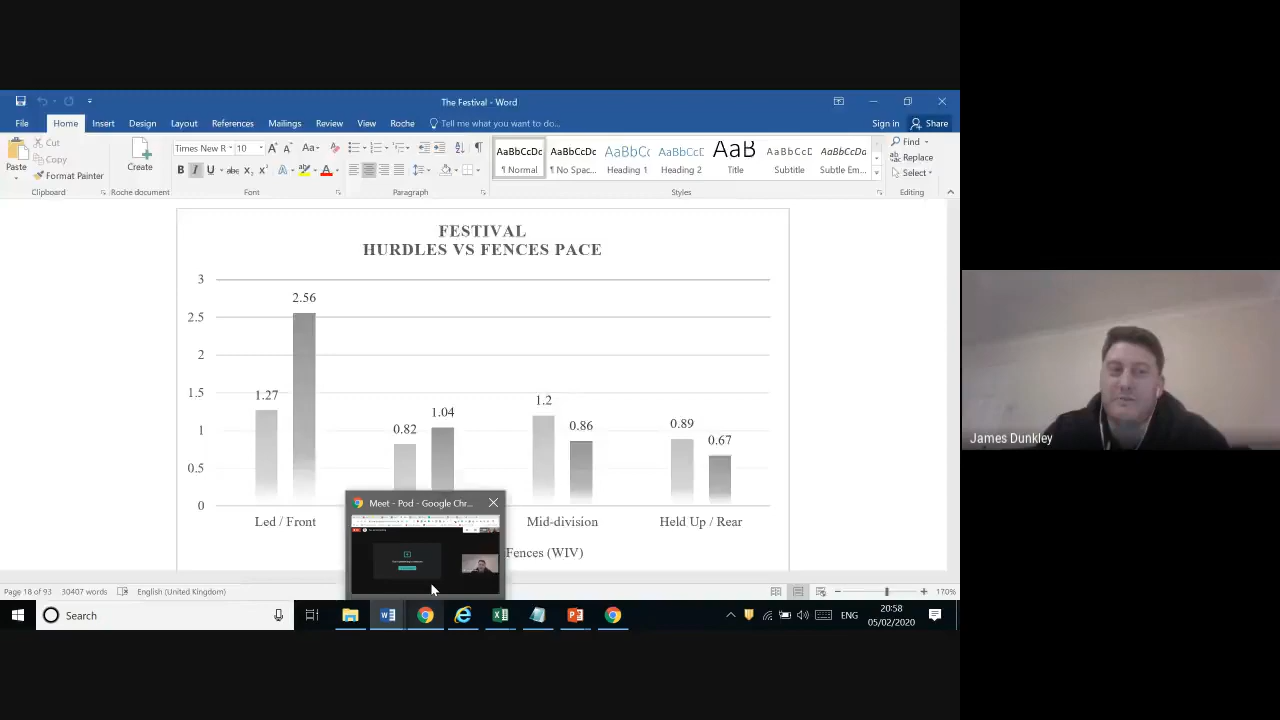 The Festival - Word
File Home Insert Design Layout References Mailings Review View Roche Tell me what you want to do... Sign in Share
Paste
Cut
Copy
Format Painter
Clipboard
Create
Roche document
Times New R 10
Font
Paragraph
AaBbCcDc AaBbCcDc AaBbCc AaBbCc AaB AaBbCcD AaBbCcDc
¶ Normal ¶ No Spac... Heading 1 Heading 2 Title Subtitle Subtle Em...
Styles
Find
Replace
Select
Editing
FESTIVAL
HURDLES VS FENCES PACE
3
2.5
2
1.5
1
0.5
0
1.27
2.56
0.82
1.04
1.2
0.86
0.89
0.67
Led / Front
Mid-division
Held Up / Rear
Fences (WIV)
Meet - Pod - Google Chr...
James Dunkley
Page 18 of 93 30407 words English (United Kingdom) 170%
Search
ENG
20:58
05/02/2020